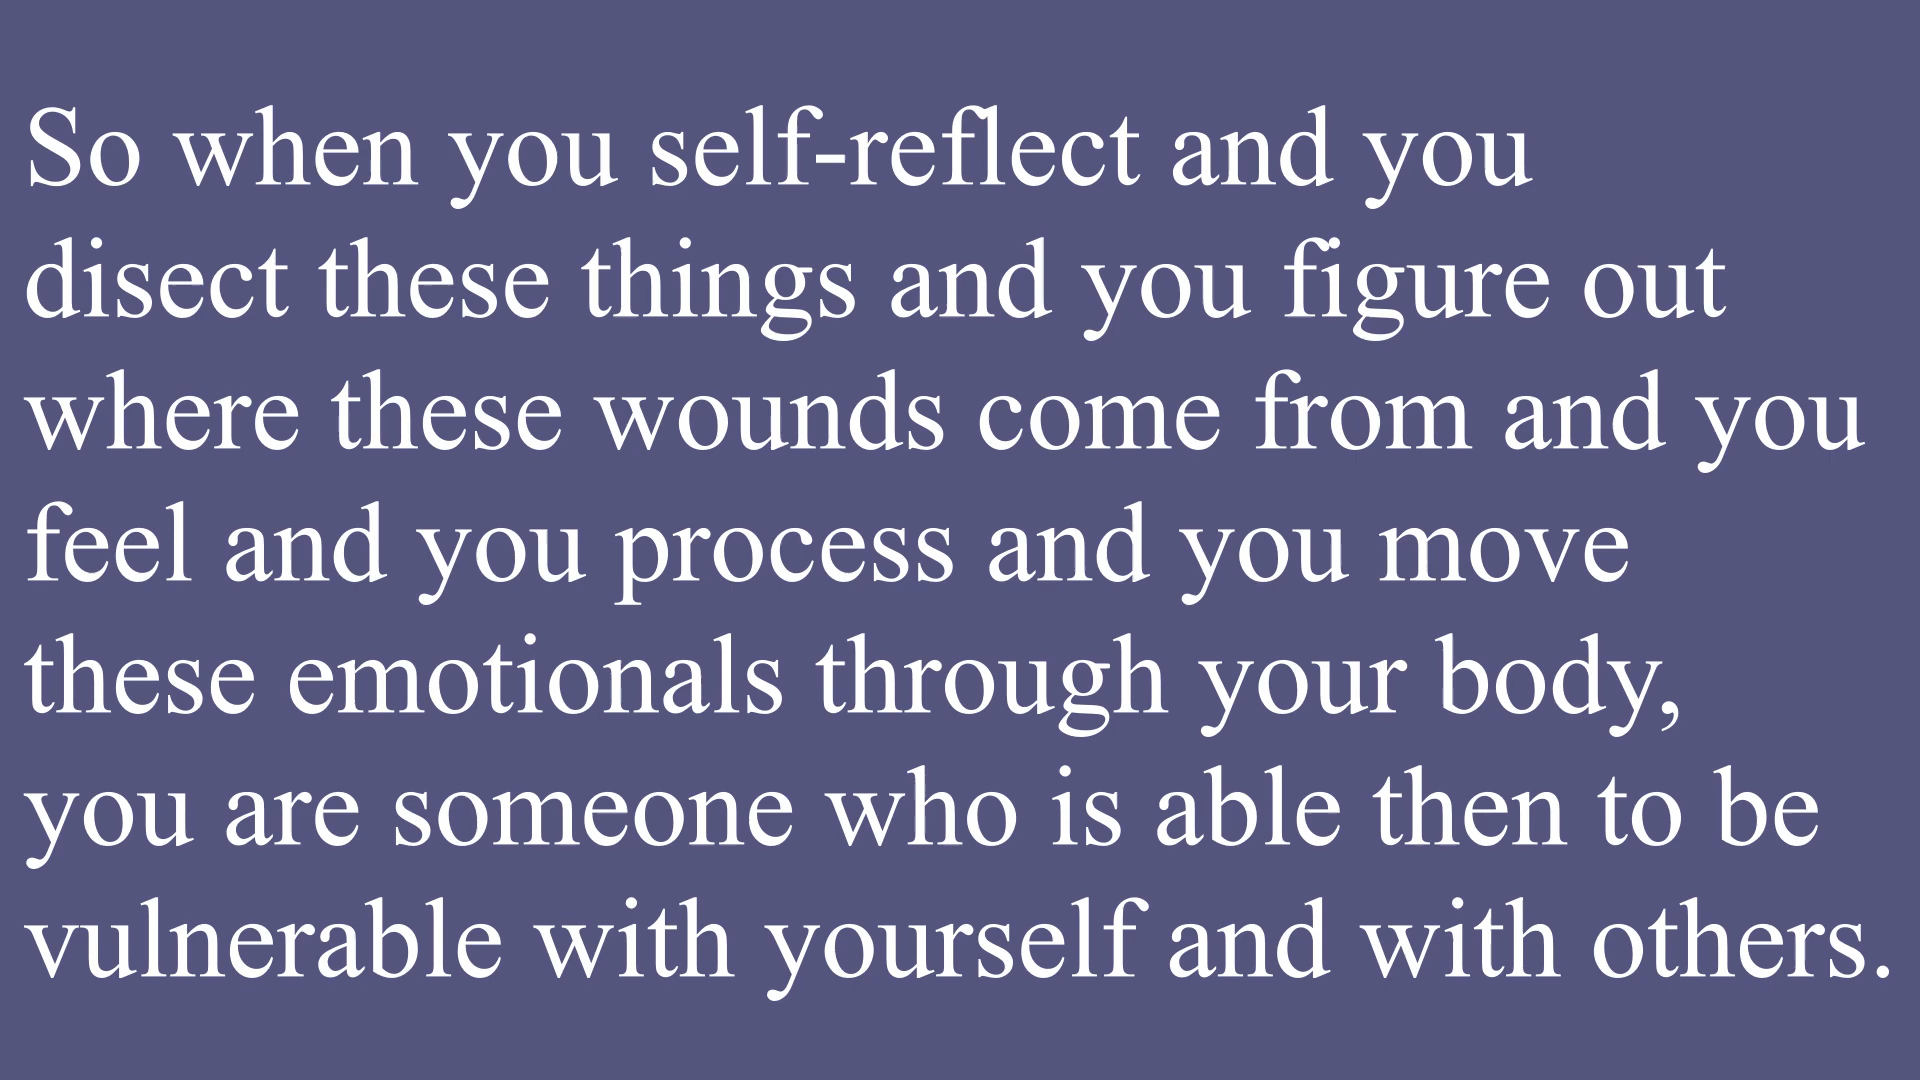 So when you self-reflect and you
disect these things and you figure out
where these wounds come from and you
feel and you process and you move
these emotionals through your body,
you are someone who is able then to be
vulnerable with yourself and with others.